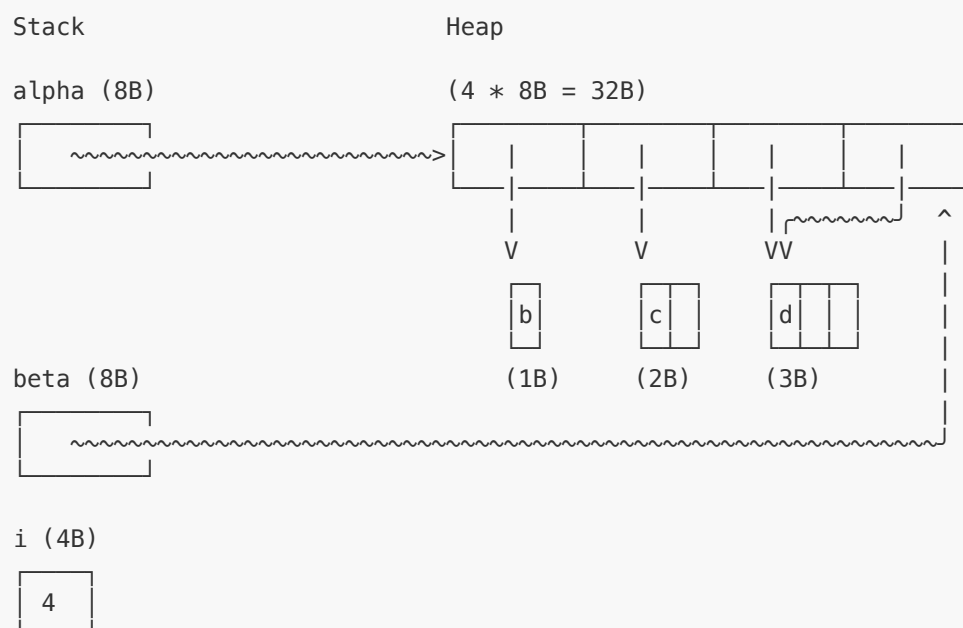 Stack Heap
alpha (8B) (4 * 8B = 32B)
b c d
beta (8B) (1B) (2B) (3B)
i (4B)
4